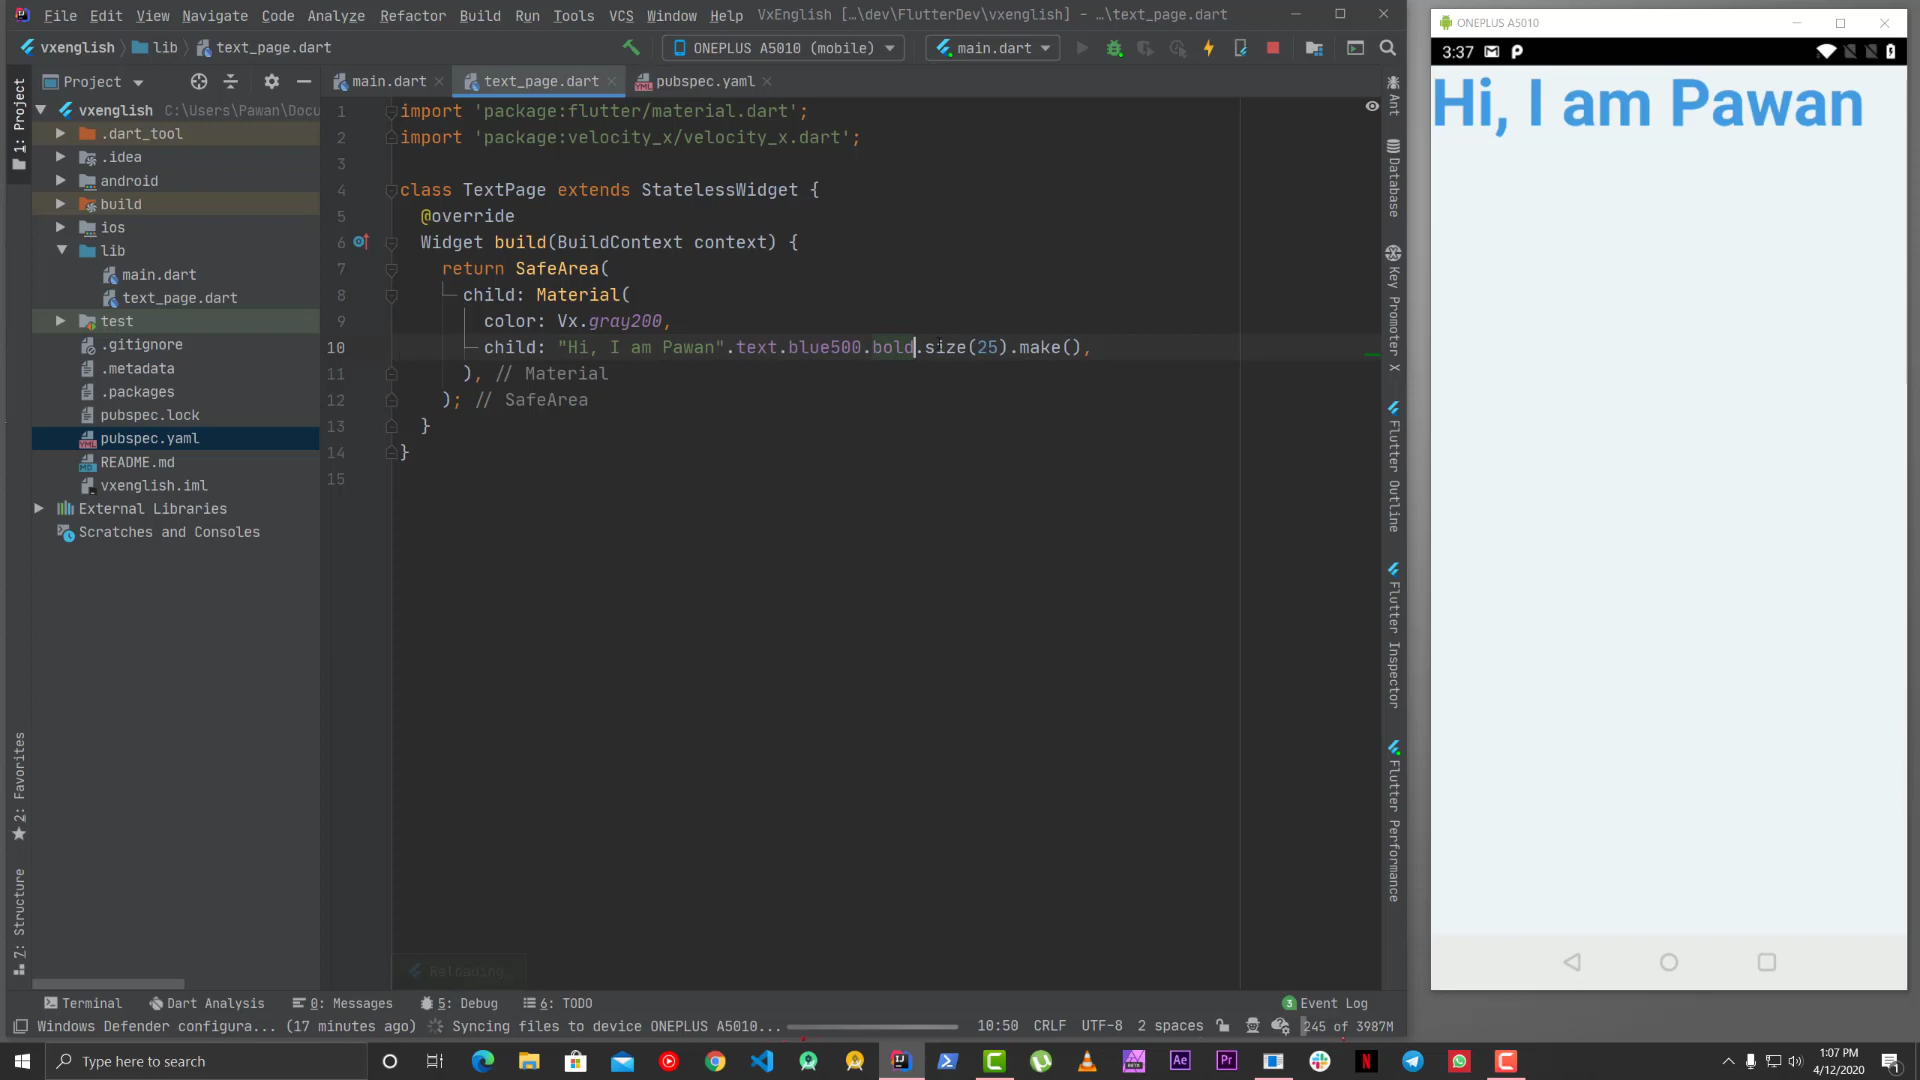 File Edit View Navigate Code Analyze Refactor Build Run Tools VCS Window Help VxEnglish [...\dev\FlutterDev\vxenglish] - ...\text_page.dart
vxenglish lib text_page.dart ONEPLUS A5010 (mobile) main.dart
Project main.dart text_page.dart pubspec.yaml
1: Project
vxenglish C:\Users\Pawan\Docu
.dart_tool
.idea
android
build
ios
lib
main.dart
text_page.dart
test
.gitignore
.metadata
.packages
pubspec.lock
pubspec.yaml
README.md
vxenglish.iml
External Libraries
Scratches and Consoles
2: Favorites
7: Structure
1 import 'package:flutter/material.dart';
2 import 'package:velocity_x/velocity_x.dart';
3
4 class TextPage extends StatelessWidget {
5 @override
6 Widget build(BuildContext context) {
7 return SafeArea(
8 child: Material(
9 color: Vx.gray200,
10 child: "Hi, I am Pawan".text.blue500.bold.size(25).make(),
11 ), // Material
12 ); // SafeArea
13 }
14 }
15
Reloading...
Ant
Database
Key Promoter X
Flutter Outline
Flutter Inspector
Flutter Performance
Terminal Dart Analysis 0: Messages 5: Debug 6: TODO 3 Event Log
Windows Defender configura... (17 minutes ago) Syncing files to device ONEPLUS A5010... 10:50 CRLF UTF-8 2 spaces 245 of 3987M
ONEPLUS A5010
3:37
Hi, I am Pawan
Type here to search
Ae
Pr
N
1:07 PM
4/12/2020
1